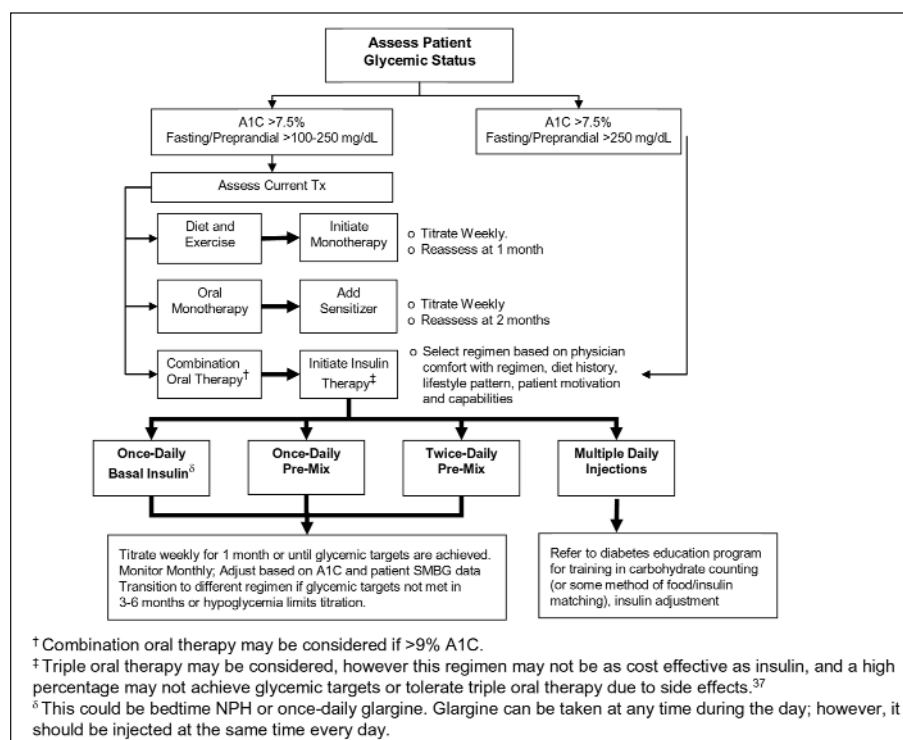 Assess Patient
Glycemic Status
A1C >7.5%
Fasting/Preprandial >100-250 mg/dL
A1C >7.5%
Fasting/Preprandial >250 mg/dL
Assess Current Tx
Diet and
Exercise
Initiate
Monotherapy
o Titrate Weekly.
o Reassess at 1 month
Oral
Monotherapy
Add
Sensitizer
o Titrate Weekly
o Reassess at 2 months
Combination
Oral Therapy†
Initiate Insulin
Therapy‡
o Select regimen based on physician
comfort with regimen, diet history,
lifestyle pattern, patient motivation
and capabilities
Once-Daily
Basal Insulinδ
Once-Daily
Pre-Mix
Twice-Daily
Pre-Mix
Multiple Daily
Injections
Titrate weekly for 1 month or until glycemic targets are achieved.
Monitor Monthly; Adjust based on A1C and patient SMBG data
Transition to different regimen if glycemic targets not met in
3-6 months or hypoglycemia limits titration.
Refer to diabetes education program
for training in carbohydrate counting
(or some method of food/insulin
matching), insulin adjustment
† Combination oral therapy may be considered if >9% A1C.
‡ Triple oral therapy may be considered, however this regimen may not be as cost effective as insulin, and a high
percentage may not achieve glycemic targets or tolerate triple oral therapy due to side effects.37
δ This could be bedtime NPH or once-daily glargine. Glargine can be taken at any time during the day; however, it
should be injected at the same time every day.